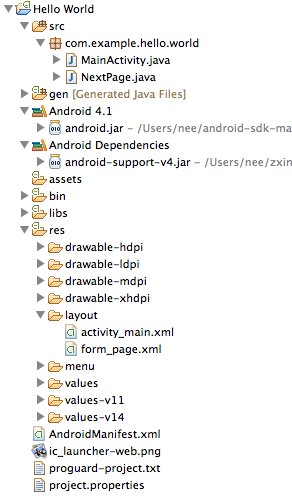 Hello World
src
com.example.hello.world
MainActivity.java
NextPage.java
gen [Generated Java Files]
Android 4.1
android.jar - /Users/nee/android-sdk-ma
Android Dependencies
android-support-v4.jar - /Users/nee/zxin
assets
bin
libs
res
drawable-hdpi
drawable-ldpi
drawable-mdpi
drawable-xhdpi
layout
activity_main.xml
form_page.xml
menu
values
values-v11
values-v14
AndroidManifest.xml
ic_launcher-web.png
proguard-project.txt
project.properties